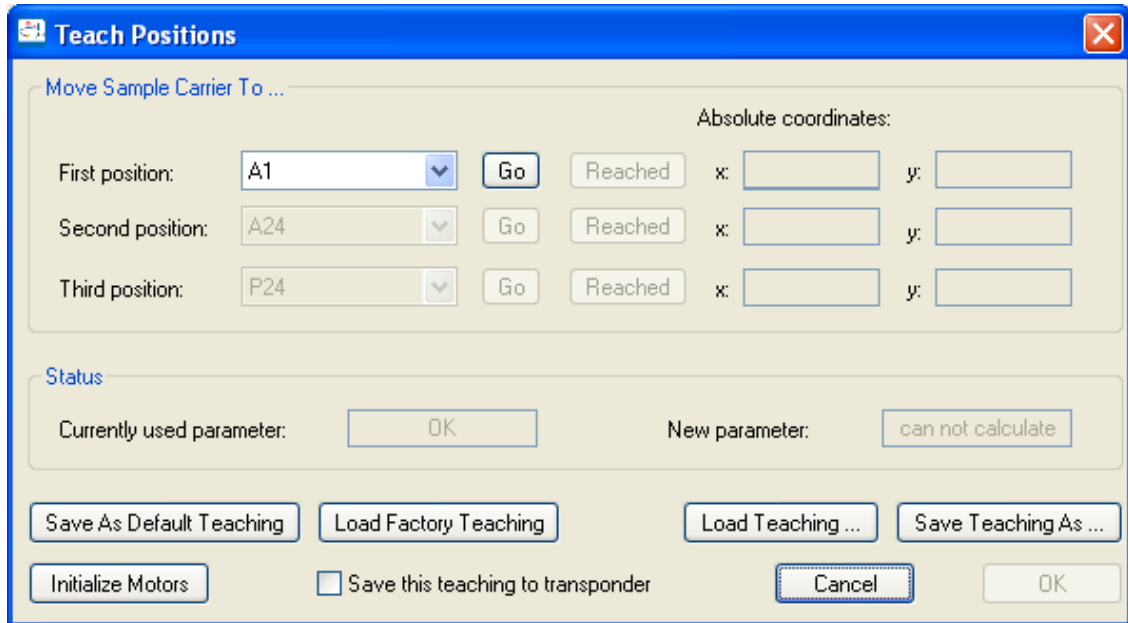 Teach Positions
Move Sample Carrier To ...
Absolute coordinates:
First position: A1 Go Reached x: y:
Second position: A24 Go Reached x: y:
Third position: P24 Go Reached x: y:
Status
Currently used parameter: OK New parameter: can not calculate
Save As Default Teaching Load Factory Teaching Load Teaching ... Save Teaching As ...
Initialize Motors Save this teaching to transponder Cancel OK